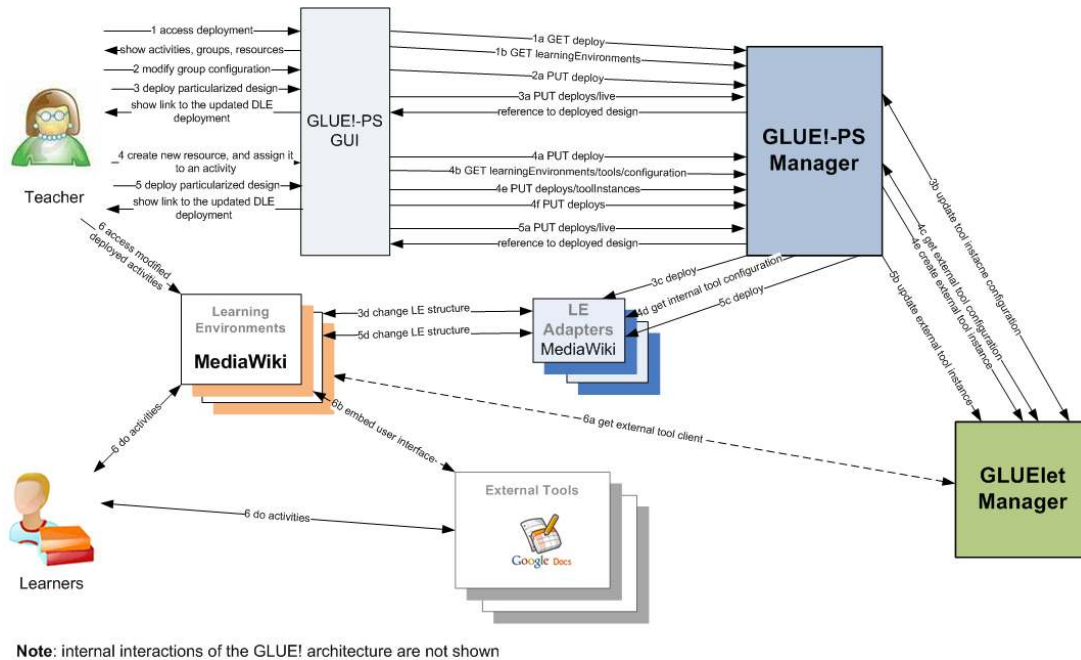 1 access deployment
show activities, groups, resources
2 modify group configuration
3 deploy particularized design
show link to the updated DLE
deployment
4 create new resource, and assign it
to an activity
5 deploy particularized design
show link to the updated DLE
deployment
Teacher
GLUE!-PS
GUI
1a GET deploy
1b GET learningEnvironments
2a PUT deploy
3a PUT deploys/live
reference to deployed design
4a PUT deploy
4b GET learningEnvironments/tools/configuration
4e PUT deploys/toolInstances
4f PUT deploys
5a PUT deploys/live
reference to deployed design
GLUE!-PS
Manager
3b update tool instacne configuration
4c get external tool configuration
4e create external tool instance
5b update external tool instance
6 access modified
deployed activities
3c deploy
4d get internal tool configuration
5c deploy
Learning
Environments
MediaWiki
3d change LE structure
5d change LE structure
LE
Adapters
MediaWiki
6a get external tool client
6b embed user interface
6 do activities
6 do activities
External Tools
Google Docs
GLUElet
Manager
Learners
Note: internal interactions of the GLUE! architecture are not shown